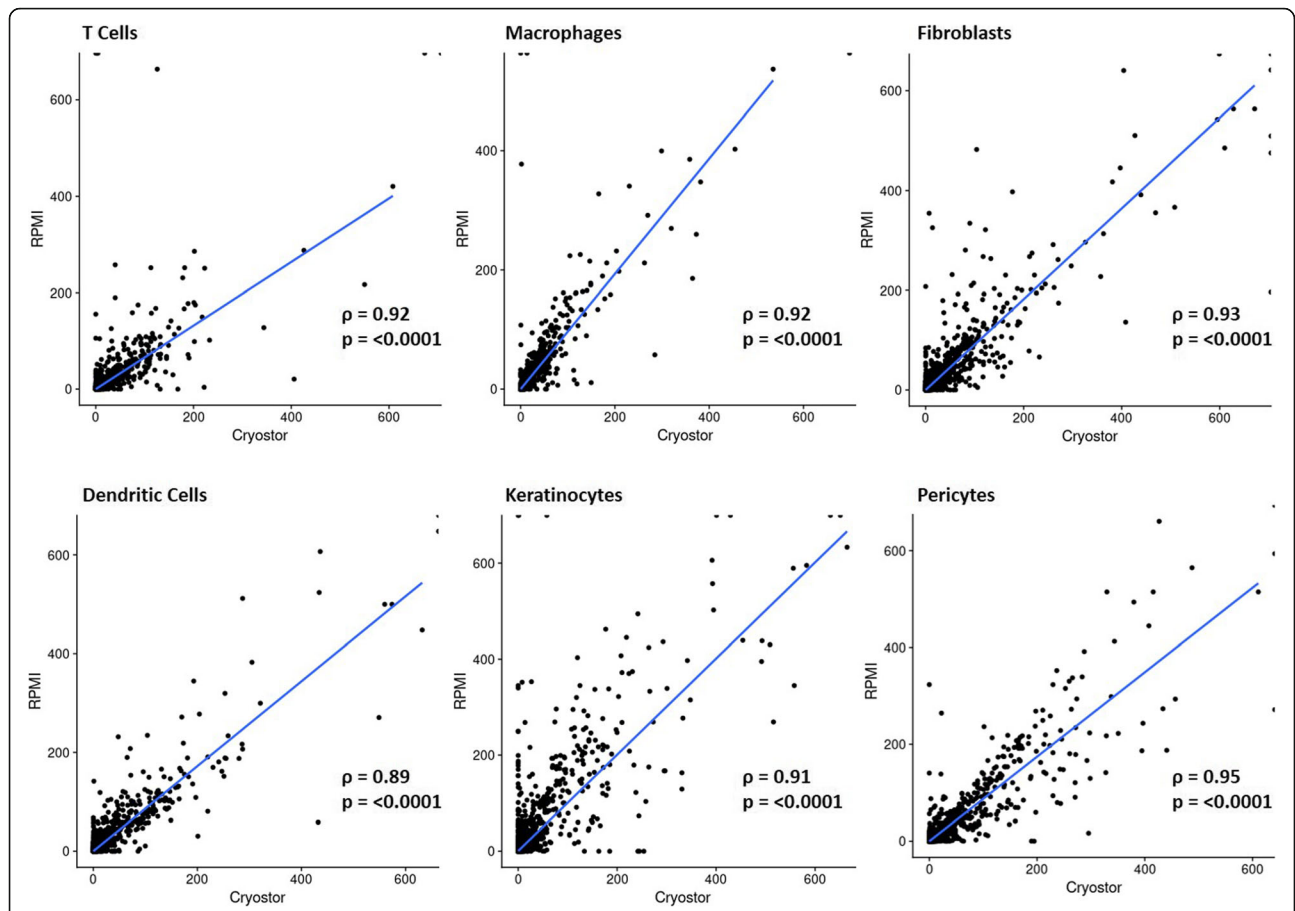 T Cells
Macrophages
Fibroblasts
600
400
200
0
RPMI
ρ = 0.92
p = <0.0001
0
200
400
600
Cryostor
400
200
0
RPMI
ρ = 0.92
p = <0.0001
0
200
400
600
Cryostor
600
400
200
0
RPMI
ρ = 0.93
p = <0.0001
0
200
400
600
Cryostor
Dendritic Cells
Keratinocytes
Pericytes
600
400
200
0
RPMI
ρ = 0.89
p = <0.0001
0
200
400
600
Cryostor
600
400
200
0
RPMI
ρ = 0.91
p = <0.0001
0
200
400
600
Cryostor
600
400
200
0
RPMI
ρ = 0.95
p = <0.0001
0
200
400
600
Cryostor